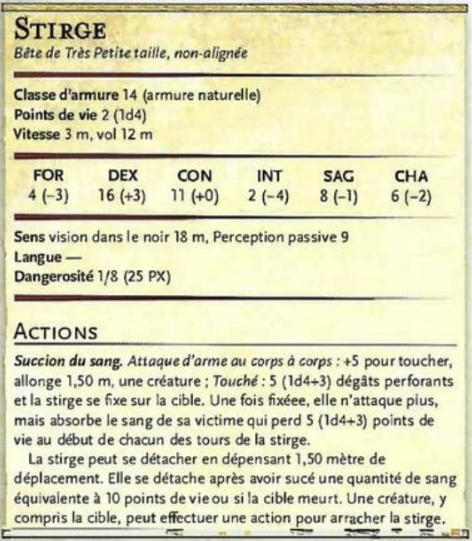 STIRGE
Bête de Très Petite taille, non-alignée
Classe d'armure 14 (armure naturelle)
Points de vie 2 (1d4)
Vitesse 3 m, vol 12 m
FOR DEX CON INT SAG CHA
4 (–3) 16 (+3) 11 (+0) 2 (–4) 8 (–1) 6 (–2)
Sens vision dans le noir 18 m, Perception passive 9
Langue —
Dangerosité 1/8 (25 PX)
ACTIONS
Succion du sang. Attaque d'arme au corps à corps : +5 pour toucher,
allonge 1,50 m, une créature ; Touché : 5 (1d4+3) dégâts perforants
et la stirge se fixe sur la cible. Une fois fixéee, elle n'attaque plus,
mais absorbe le sang de sa victime qui perd 5 (1d4+3) points de
vie au début de chacun des tours de la stirge.
La stirge peut se détacher en dépensant 1,50 mètre de
déplacement. Elle se détache après avoir sucé une quantité de sang
équivalente à 10 points de vie ou si la cible meurt. Une créature, y
compris la cible, peut effectuer une action pour arracher la stirge.